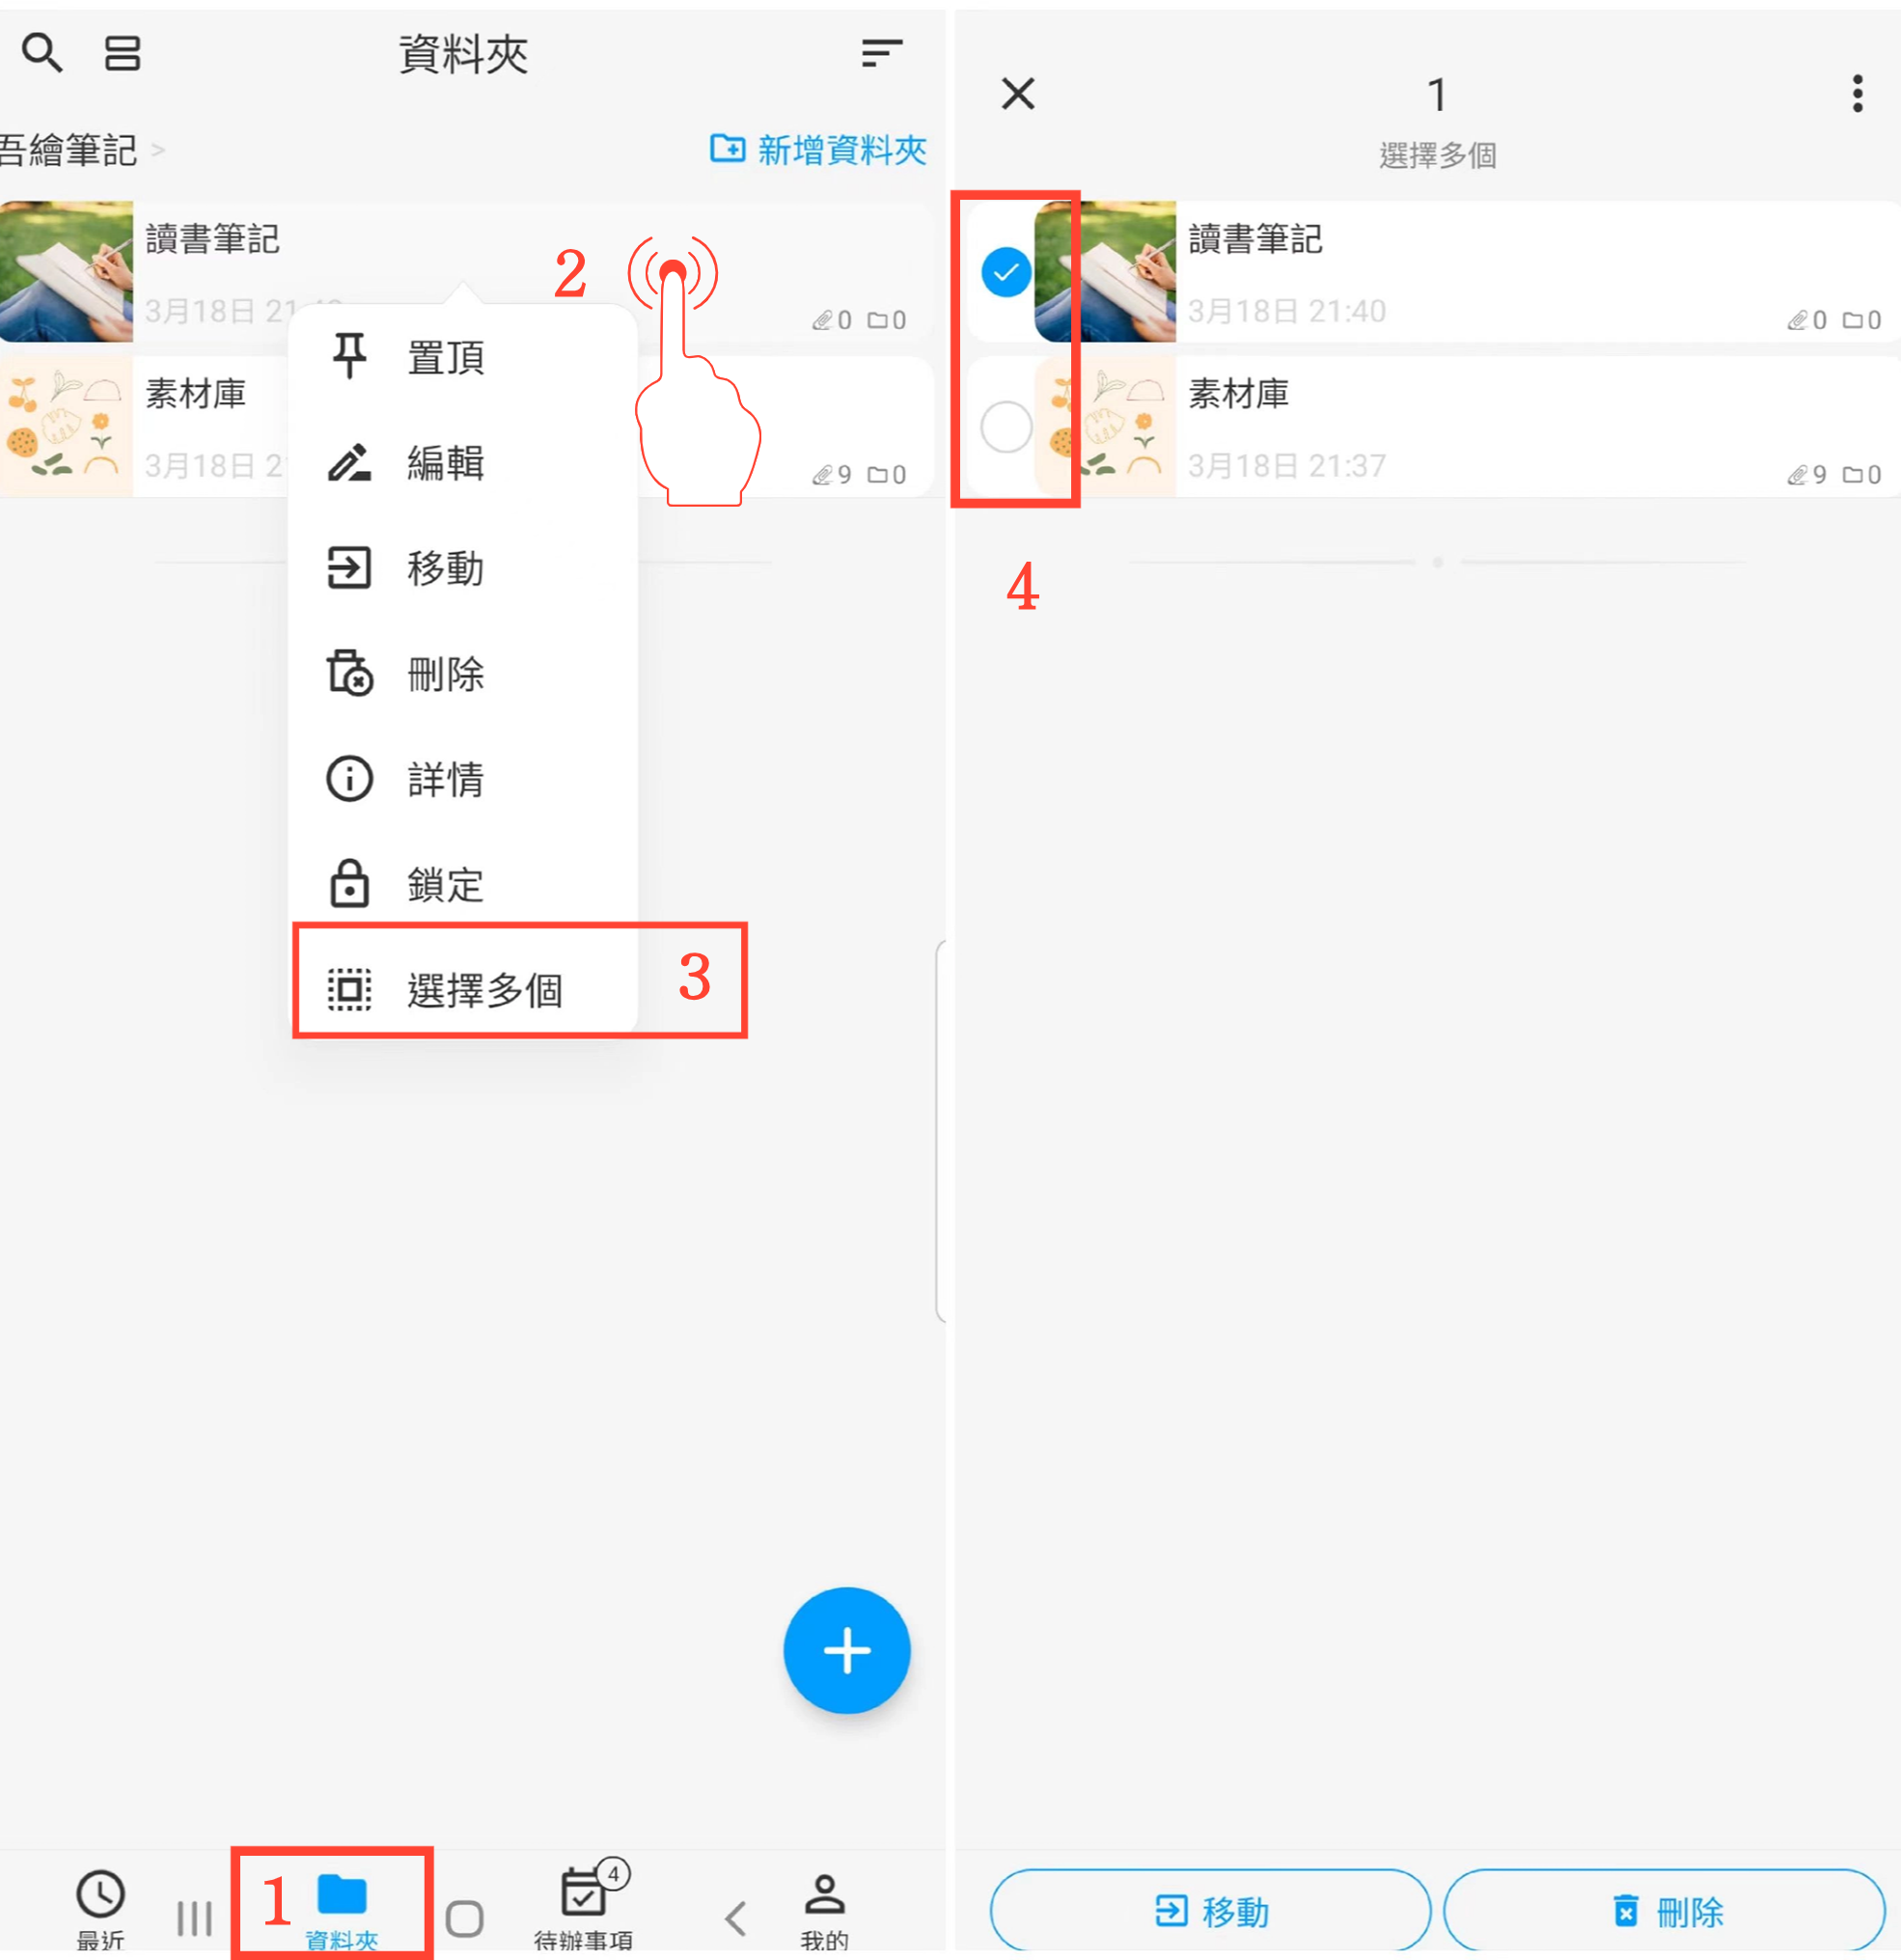 資料夾
吾繪筆記 >
新增資料夾
讀書筆記
2
3月18日 21:40
0 0
置頂
素材庫
編輯
3月18日 2
9 0
移動
刪除
詳情
鎖定
選擇多個
3
最近
1
資料夾
4
待辦事項
我的
1
選擇多個
讀書筆記
3月18日 21:40
0 0
素材庫
3月18日 21:37
9 0
4
移動
刪除